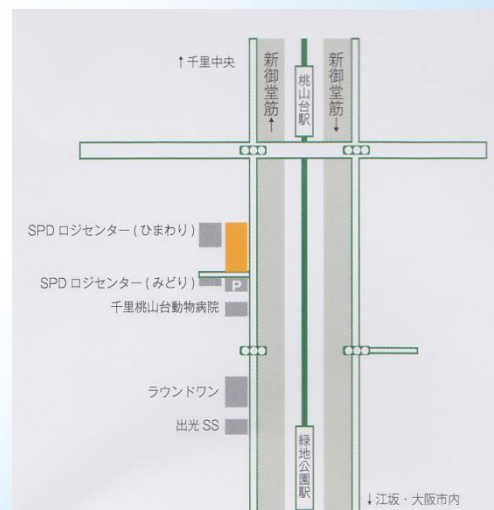 ↑千里中央
新御堂筋↑
桃山台駅
新御堂筋↓
SPD ロジセンター ( ひまわり )
SPD ロジセンター ( みどり )
P
千里桃山台動物病院
ラウンドワン
出光 SS
緑地公園駅
↓江坂・大阪市内